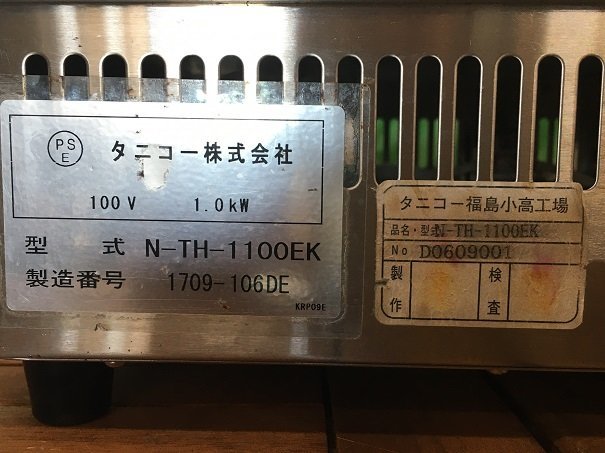 PS
E
タニコー株式会社
100V 1.0kW
型 式 N-TH-1100EK
製造番号 1709-106DE
KRP09E
タニコー福島小高工場
品名・型式 N-TH-1100EK
No D0609001
製作 検査